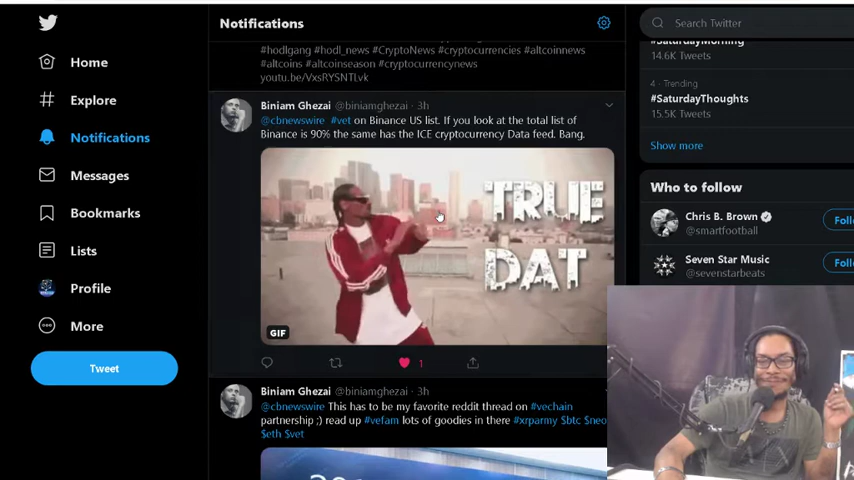 Notifications
Search Twitter
#hodlgang #hodl_news #CryptoNews #cryptocurrencies #altcoinnews
#altcoins #altcoinseason #cryptocurrencynews
youtu.be/VxsRYSNTLvk
Home
Explore
Notifications
Messages
Bookmarks
Lists
Profile
More
Tweet
Biniam Ghezai @biniamghezai · 3h
@cbnewswire #vet on Binance US list. If you look at the total list of
Binance is 90% the same has the ICE cryptocurrency Data feed. Bang.
TRUE
DAT
GIF
1
Biniam Ghezai @biniamghezai · 3h
@cbnewswire This has to be my favorite reddit thread on #vechain
partnership ;) read up #vefam lots of goodies in there #xrparmy $btc $neo
$eth $vet
#SaturdayMorning
14.6K Tweets
4 · Trending
#SaturdayThoughts
15.5K Tweets
Show more
Who to follow
Chris B. Brown
@smartfootball
Foll
Seven Star Music
@sevenstarbeats
Foll